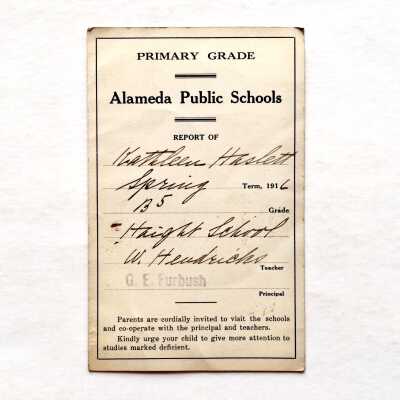 PRIMARY GRADE
Alameda Public Schools
REPORT OF
Kathleen Haslett
Spring Term, 1916
B5 Grade
Haight School
W. Hendrichs
Teacher
G. E. Furbush
Principal
Parents are cordially invited to visit the schools
and co-operate with the principal and teachers.
Kindly urge your child to give more attention to
studies marked deficient.